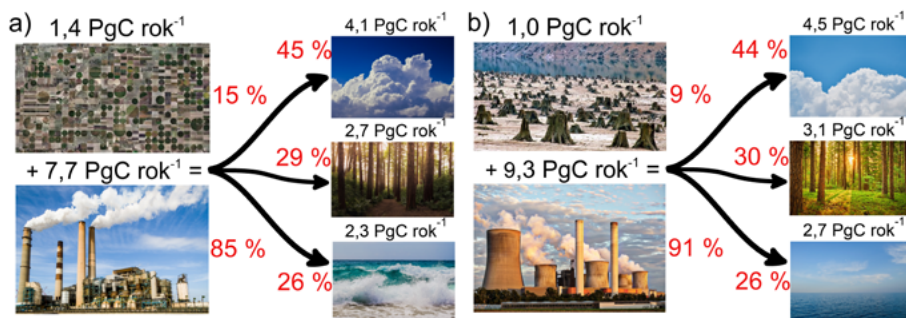 a)
1,4 PgC rok⁻¹
15 %
+ 7,7 PgC rok⁻¹ =
85 %
45 %
4,1 PgC rok⁻¹
29 %
2,7 PgC rok⁻¹
26 %
2,3 PgC rok⁻¹
b)
1,0 PgC rok⁻¹
9 %
+ 9,3 PgC rok⁻¹ =
91 %
44 %
4,5 PgC rok⁻¹
30 %
3,1 PgC rok⁻¹
26 %
2,7 PgC rok⁻¹